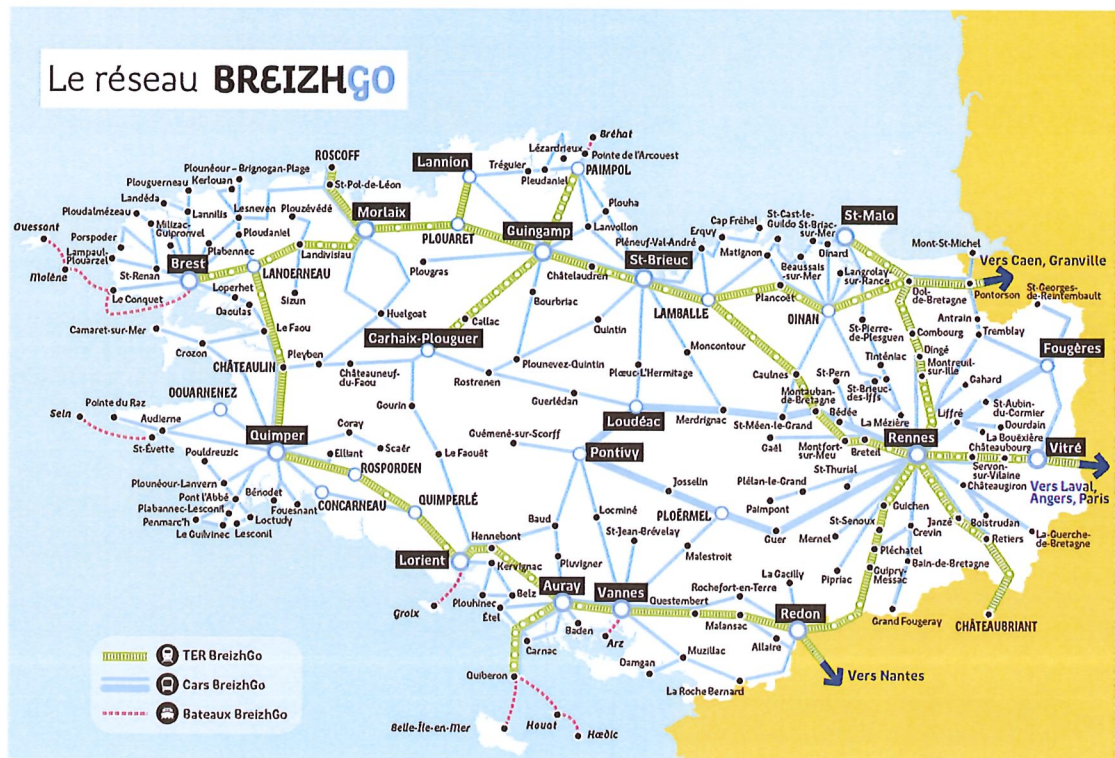 Le réseau BREIZHGO
Bréhat
Lézardrieux
Pointe de l'Arcouest
ROSCOFF
Lannion
Tréguier
PAIMPOL
Pleudaniel
Plounéour - Brignogan-Plage
Plouguerneau
Kerlouan
St-Pol-de-Léon
Landéda
Lannilis
Lesneven
Plouzévédé
Morlaix
Plouha
Lanvollon
Ploudalmézeau
Milizac-
Guipronvel
Plabennec
Ploudaniel
Landivisiau
PLOUARET
Guingamp
Pléneuf-Val-André
Erquy
Cap Fréhel
St-Cast-le-
Guildo
St-Briac-
sur-Mer
Dinard
St-Malo
Mont-St-Michel
Vers Caen, Granville
Ouessant
Porspoder
Lampaul-
Plouarzel
Brest
LANDERNEAU
Plougras
Châtelaudren
St-Brieuc
Matignon
Beaussais
-sur-Mer
Langrolay-
sur-Rance
Dol-
de-Bretagne
Pontorson
St-Georges-
de-Reintembault
Molène
St-Renan
Le Conquet
Loperhet
Daoulas
Sizun
Huelgoat
Bourbriac
LAMBALLE
Plancoët
DINAN
Antrain
Tremblay
Camaret-sur-Mer
Le Faou
Callac
Quintin
St-Pierre-
de-Plesguen
Combourg
Dingé
Fougères
Crozon
Pleyben
Carhaix-Plouguer
Plounevez-Quintin
Moncontour
Tinténiac
Montreuil-
sur-Ille
CHÂTEAULIN
Châteauneuf-
du-Faou
Rostrenen
Plœuc-L'Hermitage
Caulnes
St-Pern
St-Brieuc-
des-Iffs
Gahard
DOUARNENEZ
Gourin
Guerlédan
Loudéac
Merdrignac
Montauban-
de-Bretagne
Bédée
La Mézière
Liffré
St-Aubin-
du-Cormier
Dourdain
Sein
Pointe du Raz
Audierne
St-Évette
Quimper
Coray
Scaër
Elliant
Guémené-sur-Scorff
St-Méen-le-Grand
Gaël
Montfort-
sur-Meu
Breteil
Rennes
La Bouëxière
Châteaubourg
Vitré
Pouldreuzic
Le Faouët
Pontivy
St-Thurial
Servon-
sur-Vilaine
Châteaugiron
Vers Laval,
Angers, Paris
Plounéour-Lanvern
ROSPORDEN
Josselin
Plélan-le-Grand
Pont l'Abbé
Bénodet
QUIMPERLÉ
Paimpont
Plabannec-Lesconil
Fouesnant
CONCARNEAU
Locminé
PLOËRMEL
Guichen
Penmarc'h
Loctudy
Le Guilvinec
Lesconil
Baud
St-Jean-Brévelay
Guer
Mernel
St-Senoux
Janzé
Boistrudan
Retiers
La-Guerche-
de-Bretagne
Hennebont
Crevin
Lorient
Kervignac
Pluvigner
Malestroit
Pléchatel
Bain-de-Bretagne
La Gacilly
Pipriac
Guipry-
Messac
Groix
Plouhinec
Belz
Étel
Auray
Vannes
Rochefort-en-Terre
Questembert
Redon
Grand Fougeray
CHÂTEAUBRIANT
Carnac
Baden
Arz
Malansac
Allaire
Muzillac
Damgan
La Roche Bernard
Vers Nantes
Quiberon
Belle-Île-en-Mer
Houat
Hœdic
TER BreizhGo
Cars BreizhGo
Bateaux BreizhGo